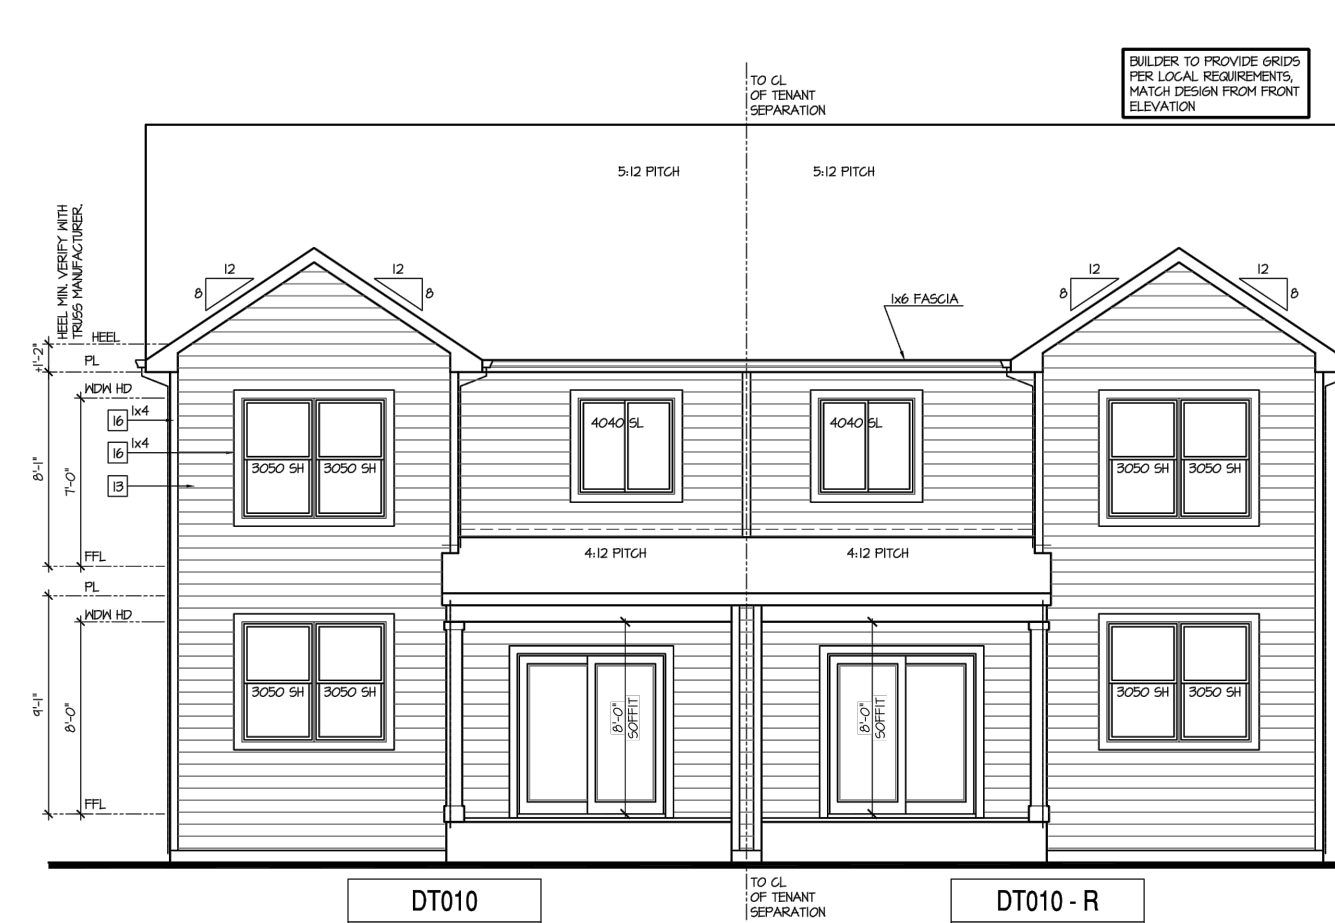 BUILDER TO PROVIDE GRIDS
PER LOCAL REQUIREMENTS,
MATCH DESIGN FROM FRONT
ELEVATION
TO CL
OF TENANT
SEPARATION
5:12 PITCH
5:12 PITCH
HEEL MIN. VERIFY WITH
TRUSS MANUFACTURER.
12
8
12
8
12
8
12
8
1x6 FASCIA
HEEL
±1'-2"
PL
WDW HD
16
1x4
16
1x4
13
8'-1"
7'-0"
3050 SH
3050 SH
4040 SL
4040 SL
3050 SH
3050 SH
FFL
4:12 PITCH
4:12 PITCH
PL
WDW HD
9'-1"
8'-0"
3050 SH
3050 SH
8'-0"
SOFFIT
8'-0"
SOFFIT
3050 SH
3050 SH
FFL
TO CL
OF TENANT
SEPARATION
DT010
DT010 - R